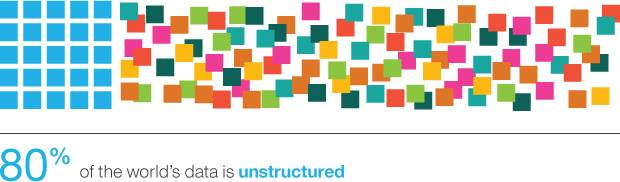 80% of the world's data is unstructured